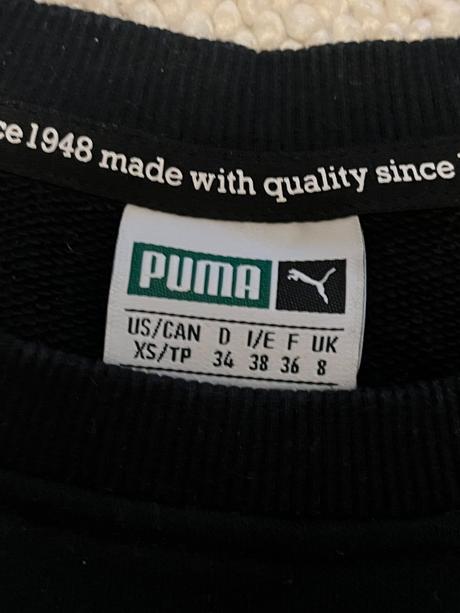 1948 made with quality since
PUMA
US/CAN D I/E F UK
XS/TP 34 38 36 8